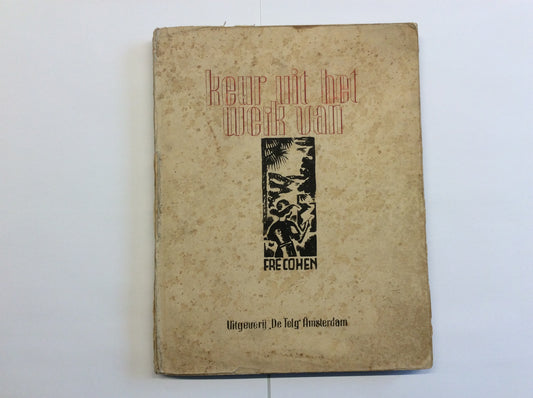 keur uit het
werk van
FRE COHEN
Uitgeverij „De Telg" Amsterdam